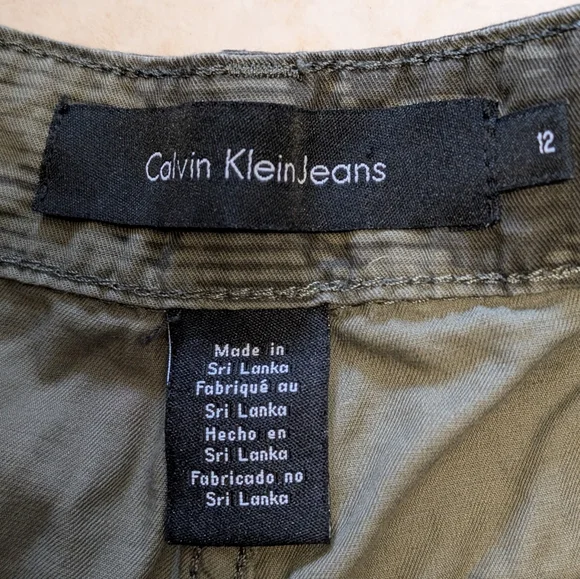 Calvin KleinJeans
12
Made in
Sri Lanka
Fabriqué au
Sri Lanka
Hecho en
Sri Lanka
Fabricado no
Sri Lanka